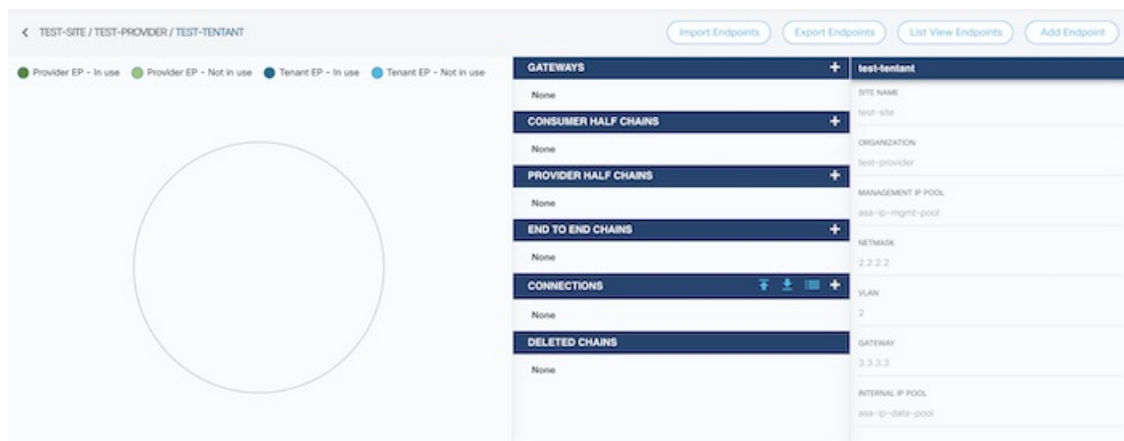 < TEST-SITE / TEST-PROVIDER / TEST-TENTANT
Import Endpoints
Export Endpoints
List View Endpoints
Add Endpoint
Provider EP - In use
Provider EP - Not in use
Tenant EP - In use
Tenant EP - Not in use
GATEWAYS +
None
CONSUMER HALF CHAINS +
None
PROVIDER HALF CHAINS +
None
END TO END CHAINS +
None
CONNECTIONS +
None
DELETED CHAINS
None
test-tentant
SITE NAME
test-site
ORGANIZATION
test-provider
MANAGEMENT IP POOL
asa-ip-mgmt-pool
NETMASK
2.2.2.2
VLAN
2
GATEWAY
3.3.3.3
INTERNAL IP POOL
asa-ip-data-pool